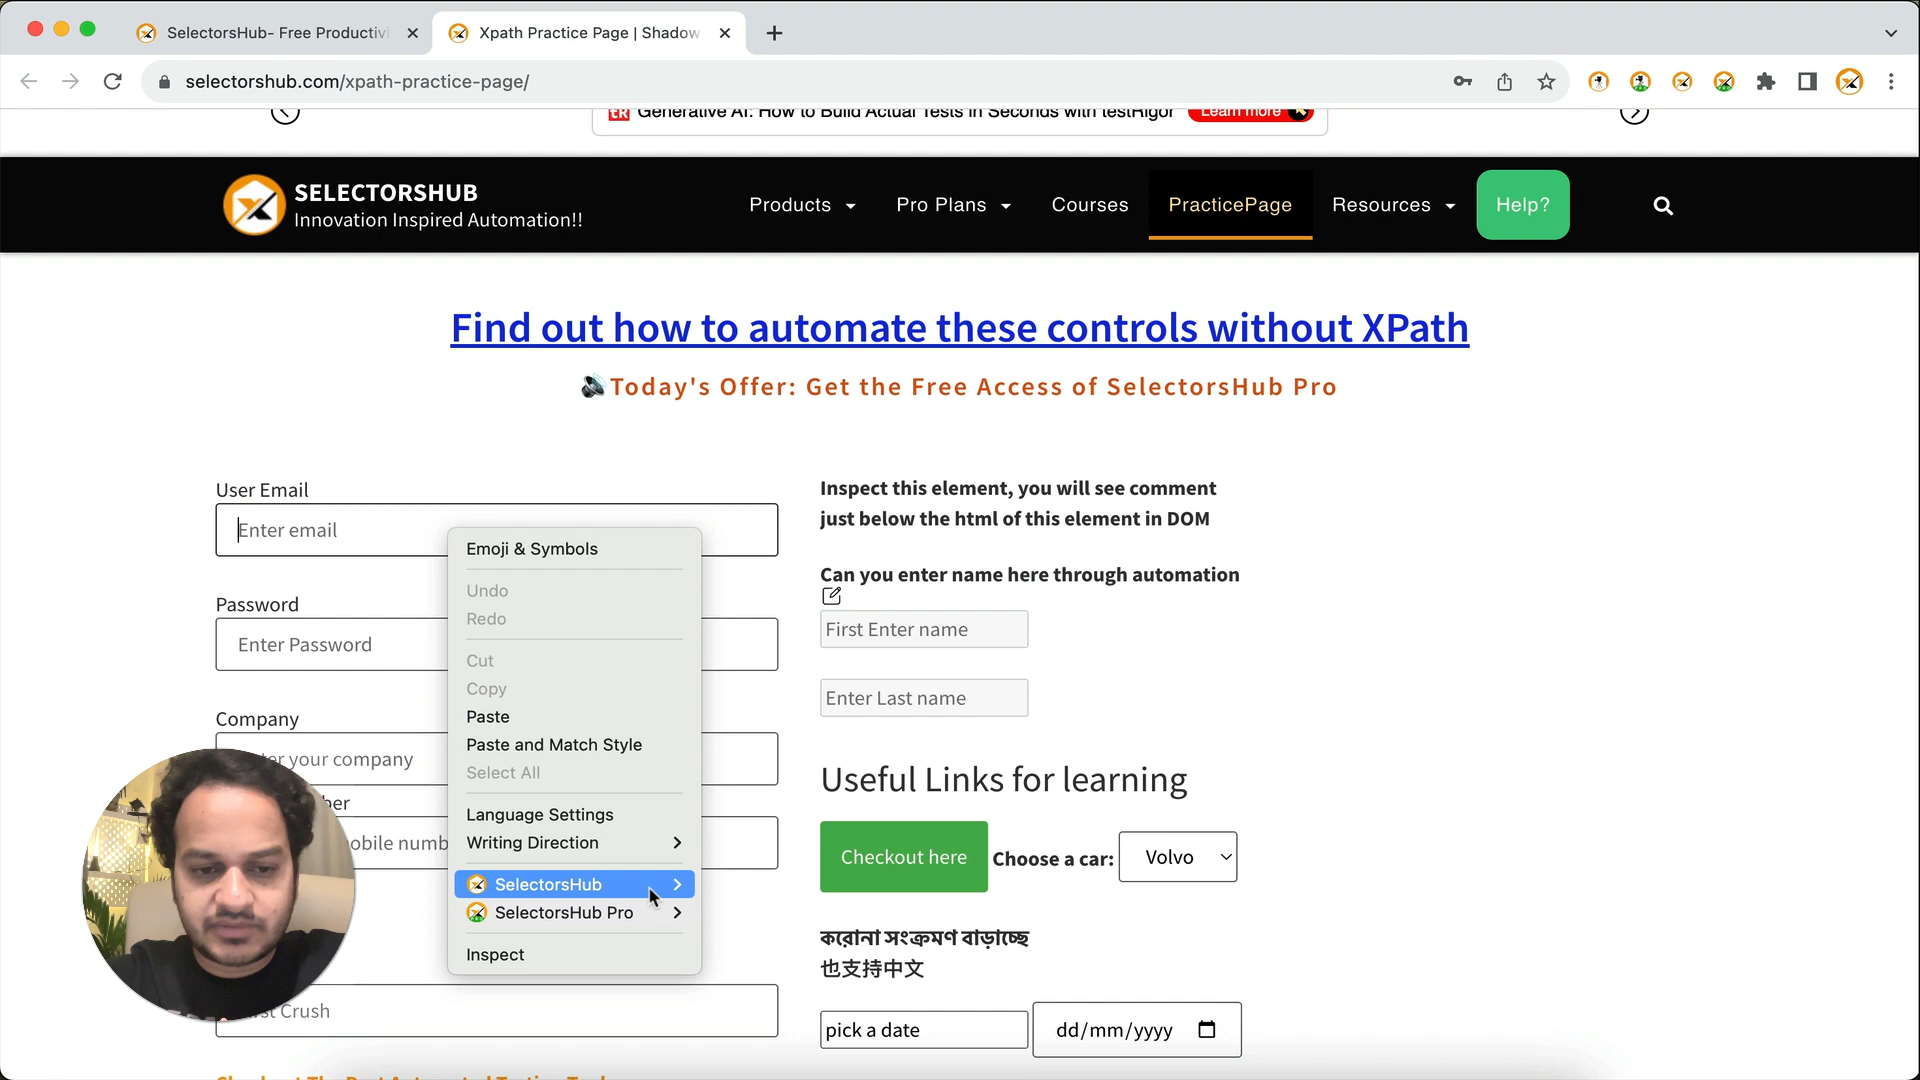 SelectorsHub- Free Productivi
Xpath Practice Page | Shadow
selectorshub.com/xpath-practice-page/
tR Generative AI: How to Build Actual Tests in Seconds with testRigor Learn more
SELECTORSHUB
Innovation Inspired Automation!!
Products Pro Plans Courses PracticePage Resources Help?
Find out how to automate these controls without XPath
Today's Offer: Get the Free Access of SelectorsHub Pro
User Email
Enter email
Password
Enter Password
Company
your company
mobile numb
Crush
Emoji & Symbols
Undo
Redo
Cut
Copy
Paste
Paste and Match Style
Select All
Language Settings
Writing Direction
SelectorsHub
SelectorsHub Pro
Inspect
Inspect this element, you will see comment
just below the html of this element in DOM
Can you enter name here through automation
First Enter name
Enter Last name
Useful Links for learning
Checkout here Choose a car: Volvo
করোনা সংক্রমণ বাড়াচ্ছে
也支持中文
pick a date dd/mm/yyyy